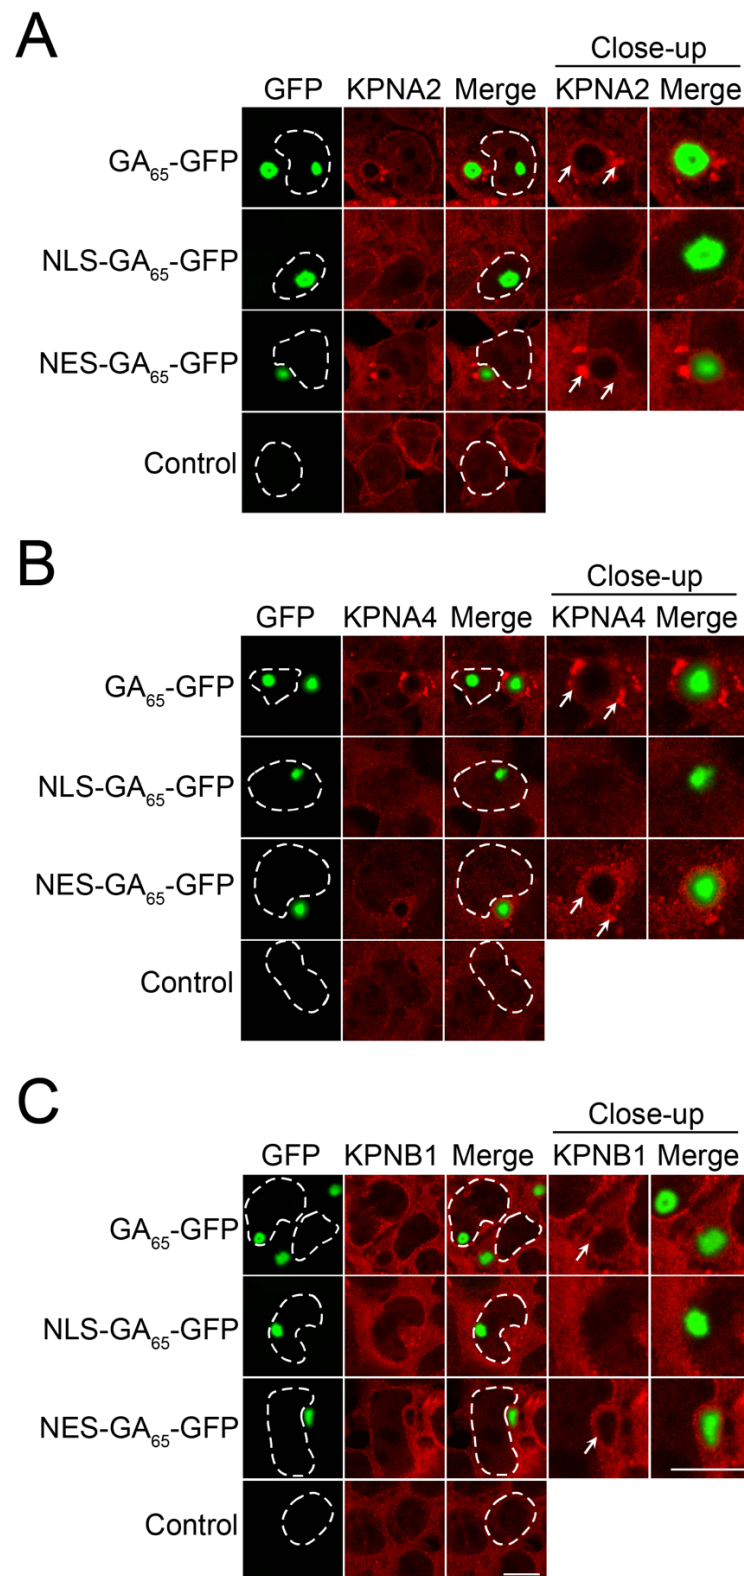 A
Close-up
GFP KPNA2 Merge KPNA2 Merge
GA65-GFP
NLS-GA65-GFP
NES-GA65-GFP
Control
B
Close-up
GFP KPNA4 Merge KPNA4 Merge
GA65-GFP
NLS-GA65-GFP
NES-GA65-GFP
Control
C
Close-up
GFP KPNB1 Merge KPNB1 Merge
GA65-GFP
NLS-GA65-GFP
NES-GA65-GFP
Control